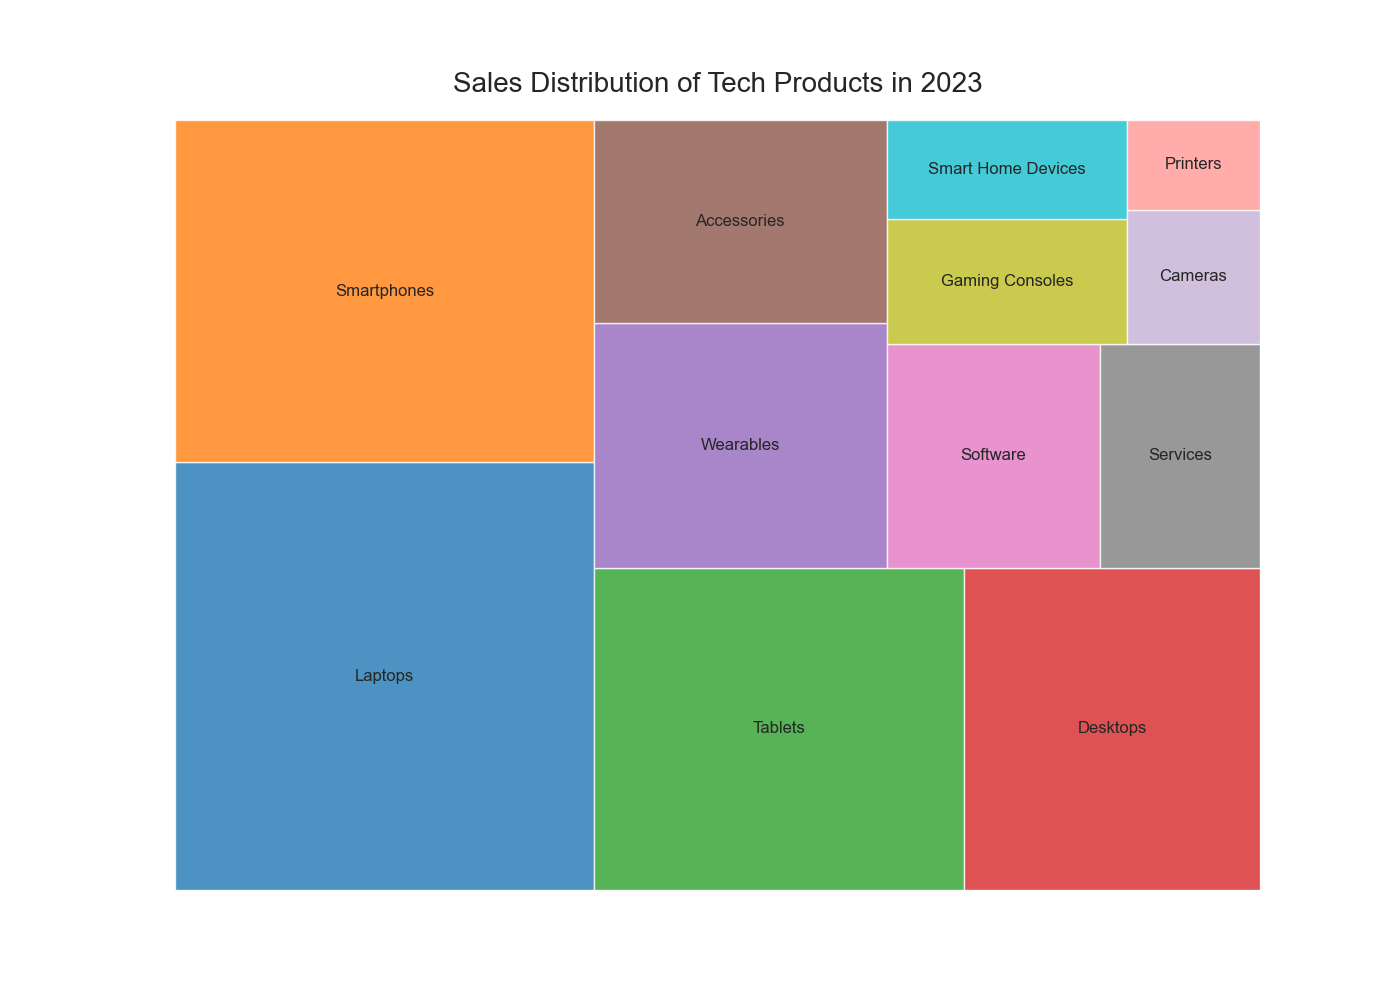 Sales Distribution of Tech Products in 2023
Smartphones
Laptops
Accessories
Wearables
Tablets
Desktops
Smart Home Devices
Gaming Consoles
Printers
Cameras
Software
Services